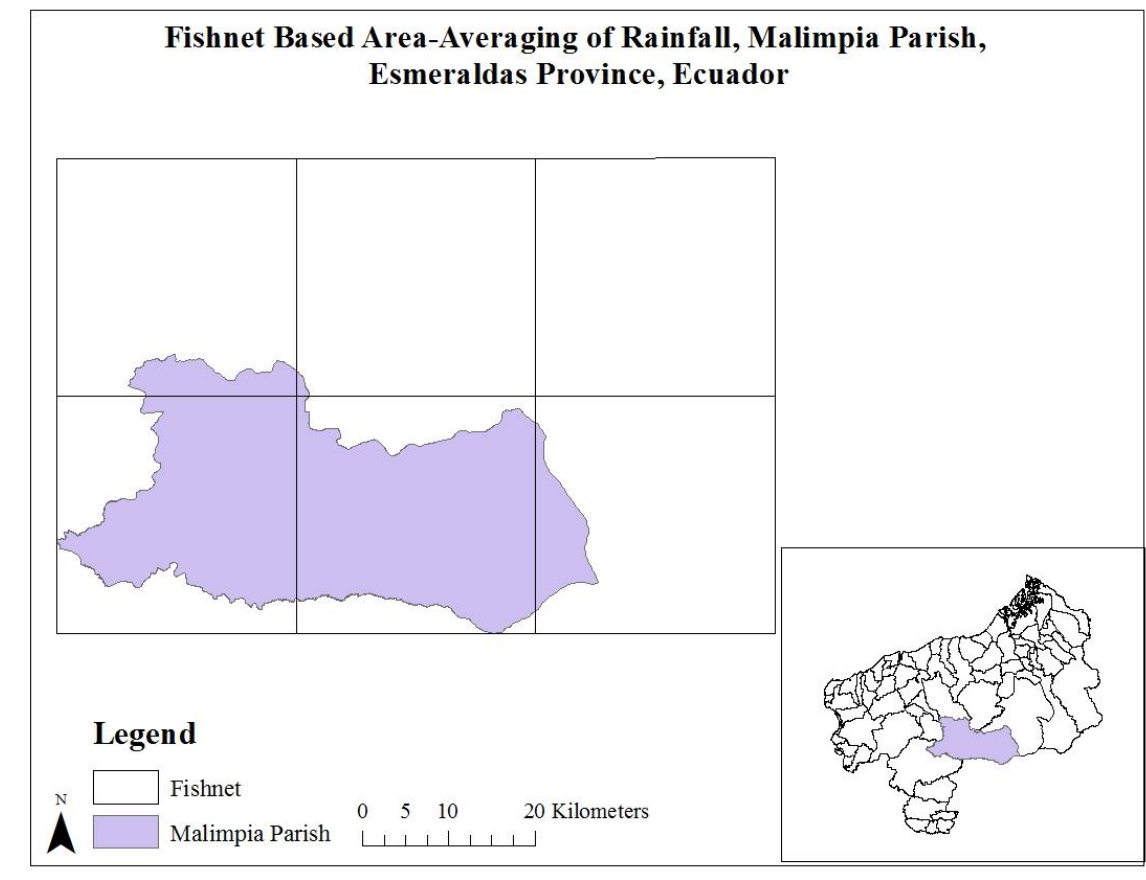 Fishnet Based Area-Averaging of Rainfall, Malimpia Parish,
Esmeraldas Province, Ecuador
Legend
Fishnet
Malimpia Parish
N
0 5 10 20 Kilometers